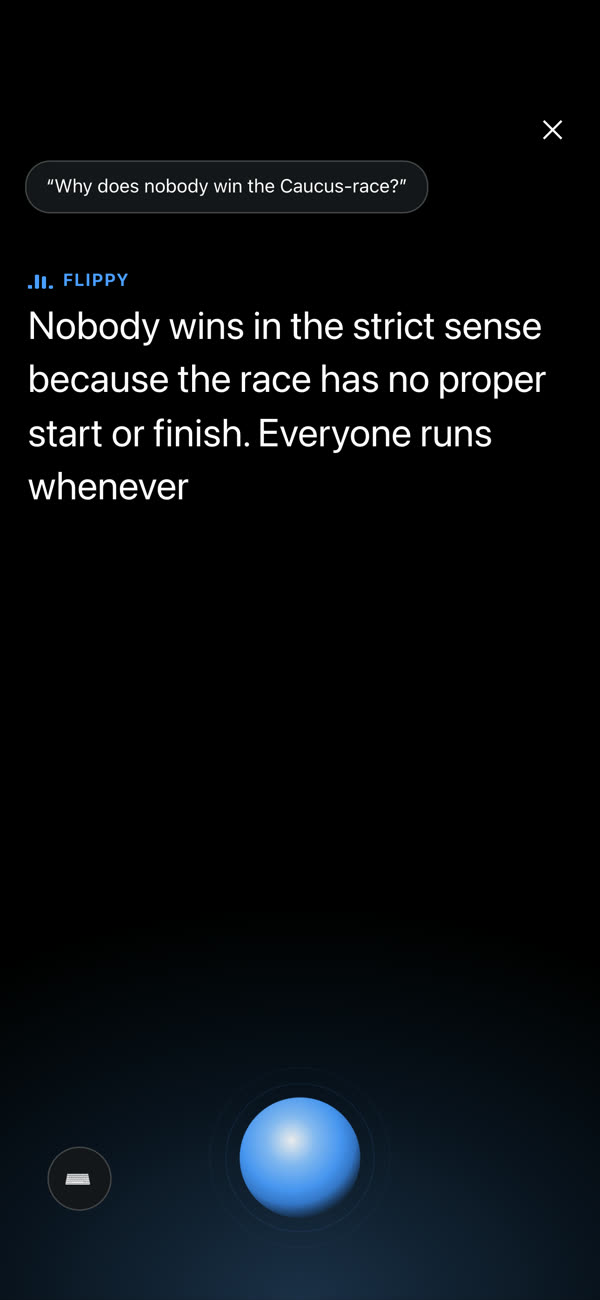 “Why does nobody win the Caucus-race?”
FLIPPY
Nobody wins in the strict sense
because the race has no proper
start or finish. Everyone runs
whenever